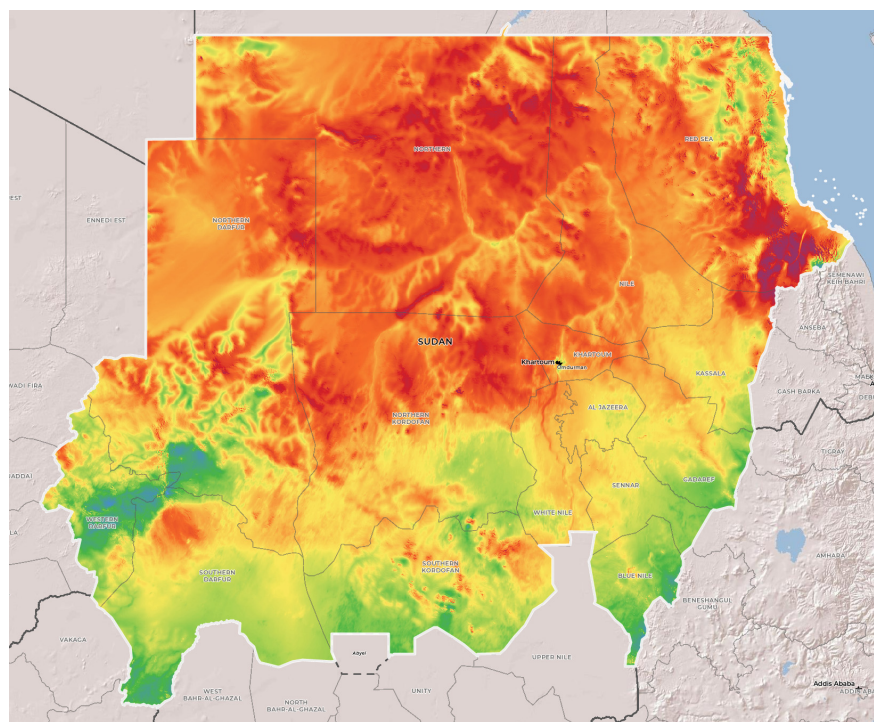 RED SEA
NORTHERN
EST
ENNEDI EST
NORTHERN
DARFUR
SEMENAWI
KEIH BAHRI
NILE
ANSEBA
SUDAN
KHARTOUM
Khartoum
Omdurman
KASSALA
WADI FIRA
GASH BARKA
AL JAZEERA
NORTHERN
KORDOFAN
TIGRAY
GADAREF
SENNAR
WHITE NILE
WESTERN
DARFUR
AMHARA
SOUTHERN
KORDOFAN
SOUTHERN
DARFUR
BLUE NILE
BENESHANGUL
GUMU
VAKAGA
Abyei
UPPER NILE
WEST
BAHR-AL-GHAZAL
UNITY
NORTH
BAHR-AL-GHAZAL
Addis Ababa